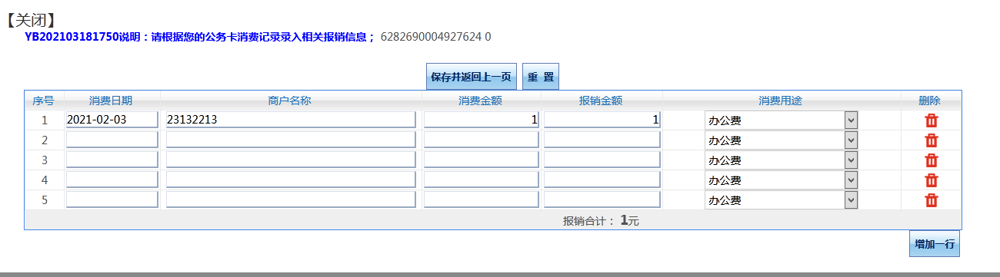 【关闭】
YB202103181750说明：请根据您的公务卡消费记录录入相关报销信息； 6282690004927624 0
保存并返回上一页 重 置
序号 消费日期 商户名称 消费金额 报销金额 消费用途 删除
1 2021-02-03 23132213 1 1 办公费
2 办公费
3 办公费
4 办公费
5 办公费
报销合计： 1元
增加一行